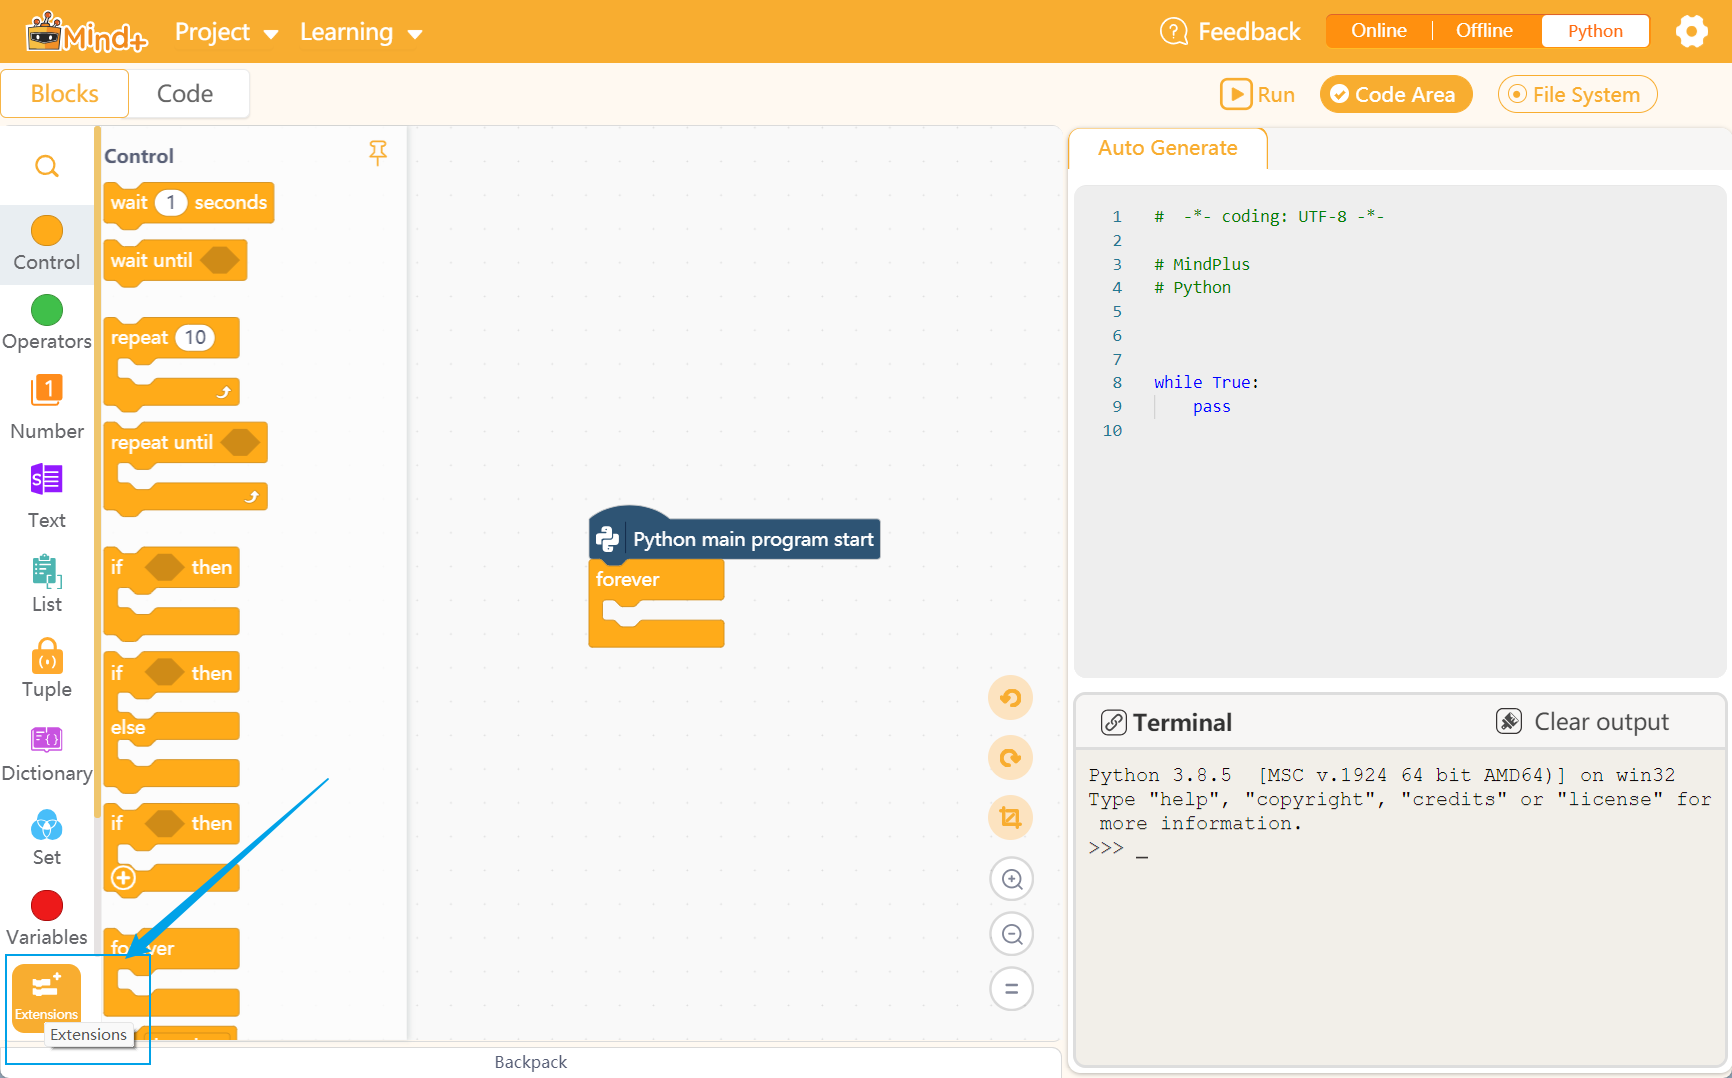 Mind+ Project Learning Feedback Online Offline Python
Blocks Code Run Code Area File System
Control
Operators
Number
1
Text
S
List
Tuple
Dictionary
Set
Variables
Extensions
Extensions
Control
wait 1 seconds
wait until
repeat 10
repeat until
if then
if then
else
if then
forever
Python main program start
forever
Backpack
Auto Generate
1 # -*- coding: UTF-8 -*-
2
3 # MindPlus
4 # Python
5
6
7
8 while True:
9 pass
10
Terminal Clear output
Python 3.8.5 [MSC v.1924 64 bit AMD64)] on win32
Type "help", "copyright", "credits" or "license" for
more information.
>>> _